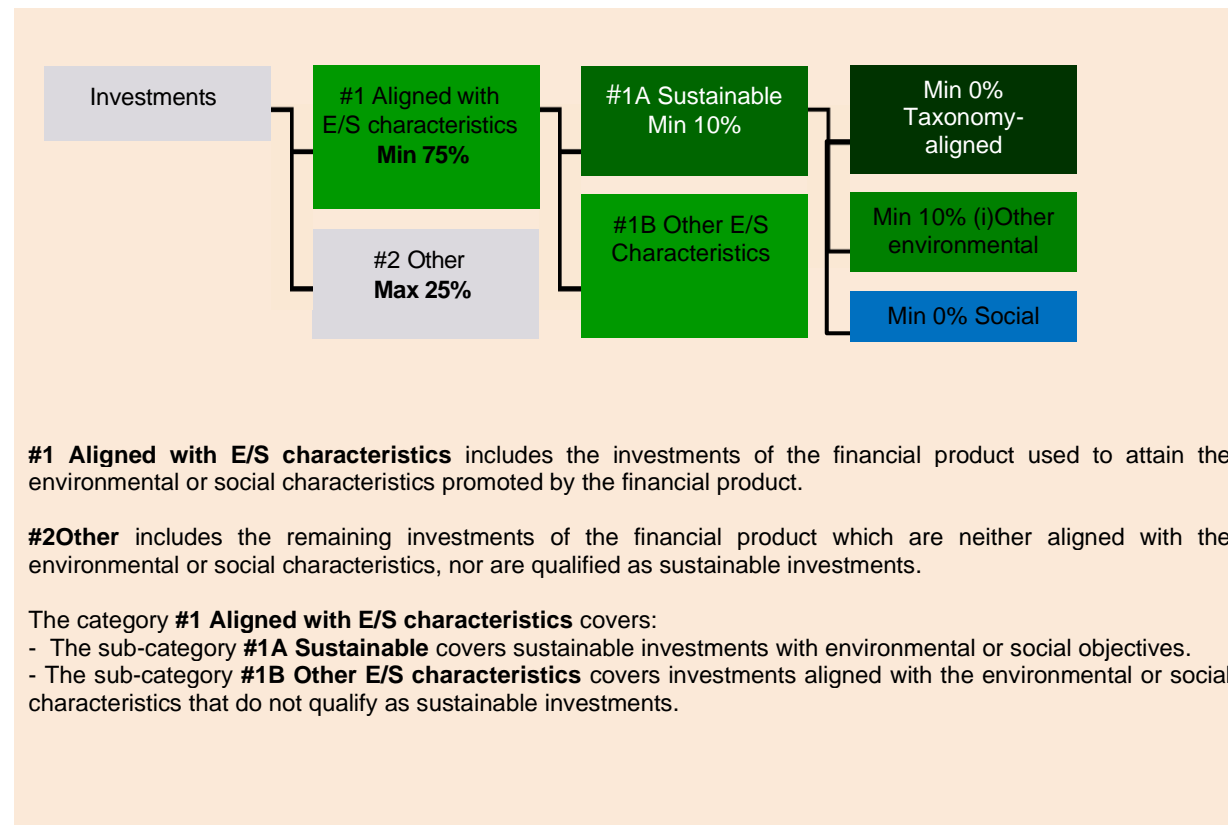 Investments
#1 Aligned with
E/S characteristics
Min 75%
#2 Other
Max 25%
#1A Sustainable
Min 10%
#1B Other E/S
Characteristics
Min 0%
Taxonomy-
aligned
Min 10% (i)Other
environmental
Min 0% Social
#1 Aligned with E/S characteristics includes the investments of the financial product used to attain the
environmental or social characteristics promoted by the financial product.
#2Other includes the remaining investments of the financial product which are neither aligned with the
environmental or social characteristics, nor are qualified as sustainable investments.
The category #1 Aligned with E/S characteristics covers:
- The sub-category #1A Sustainable covers sustainable investments with environmental or social objectives.
- The sub-category #1B Other E/S characteristics covers investments aligned with the environmental or social
characteristics that do not qualify as sustainable investments.